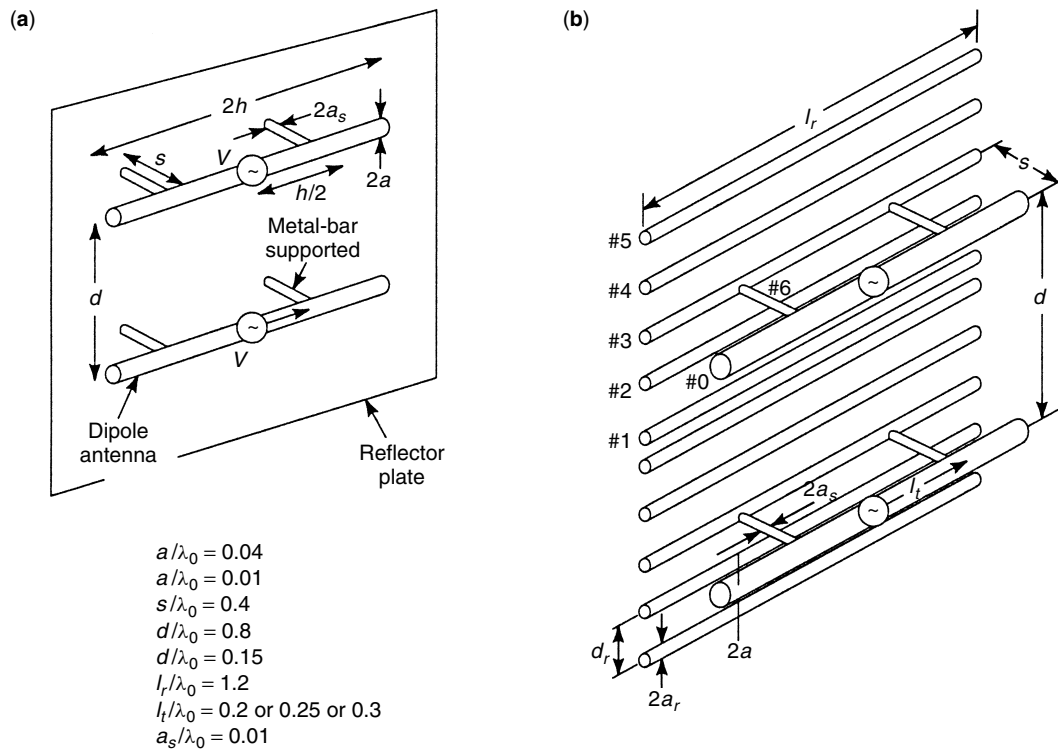 (a)
2h
2a_s
s
V
h/2
2a
Metal-bar
supported
d
V
Dipole
antenna
Reflector
plate
a/λ₀ = 0.04
a/λ₀ = 0.01
s/λ₀ = 0.4
d/λ₀ = 0.8
d/λ₀ = 0.15
l_r/λ₀ = 1.2
l_t/λ₀ = 0.2 or 0.25 or 0.3
a_s/λ₀ = 0.01
(b)
l_r
s
#5
#4
#6
#3
d
#2
#0
#1
2a_s
l_t
d_r
2a
2a_r
~
~
~
~